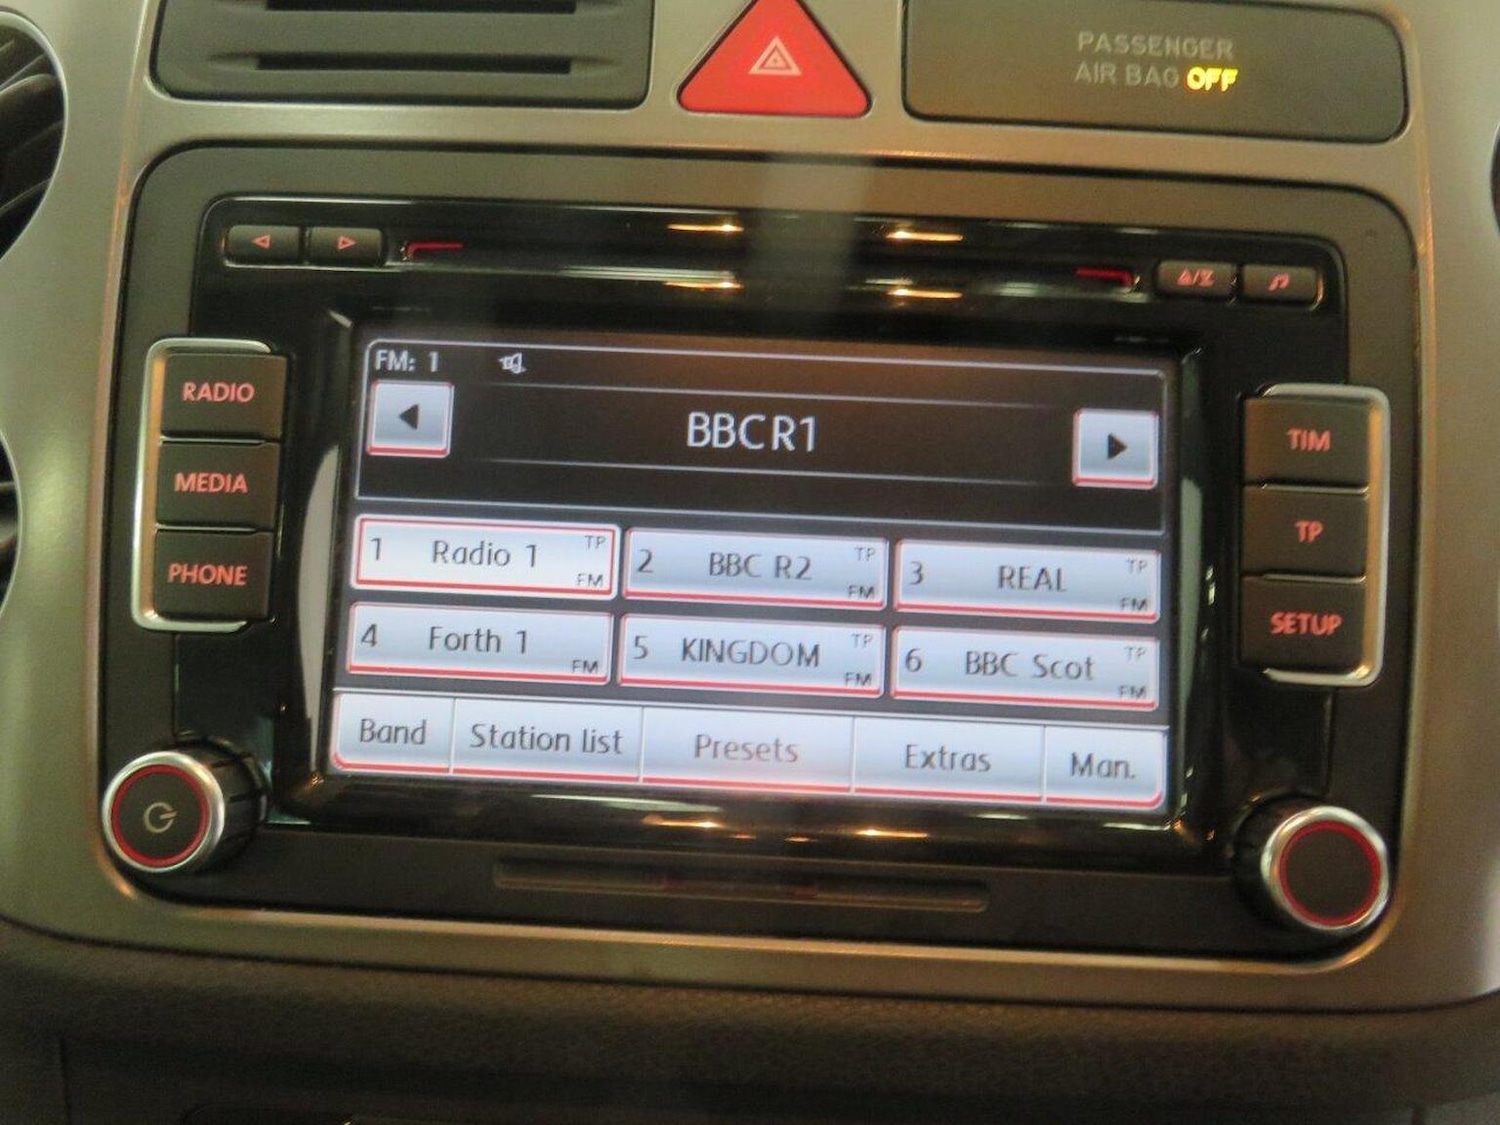 PASSENGER
AIR BAG OFF
RADIO
MEDIA
PHONE
FM: 1
BBC R1
1 Radio 1 TP FM
2 BBC R2 TP FM
3 REAL TP FM
4 Forth 1 FM
5 KINGDOM TP FM
6 BBC Scot TP FM
Band Station list Presets Extras Man.
TIM
TP
SETUP